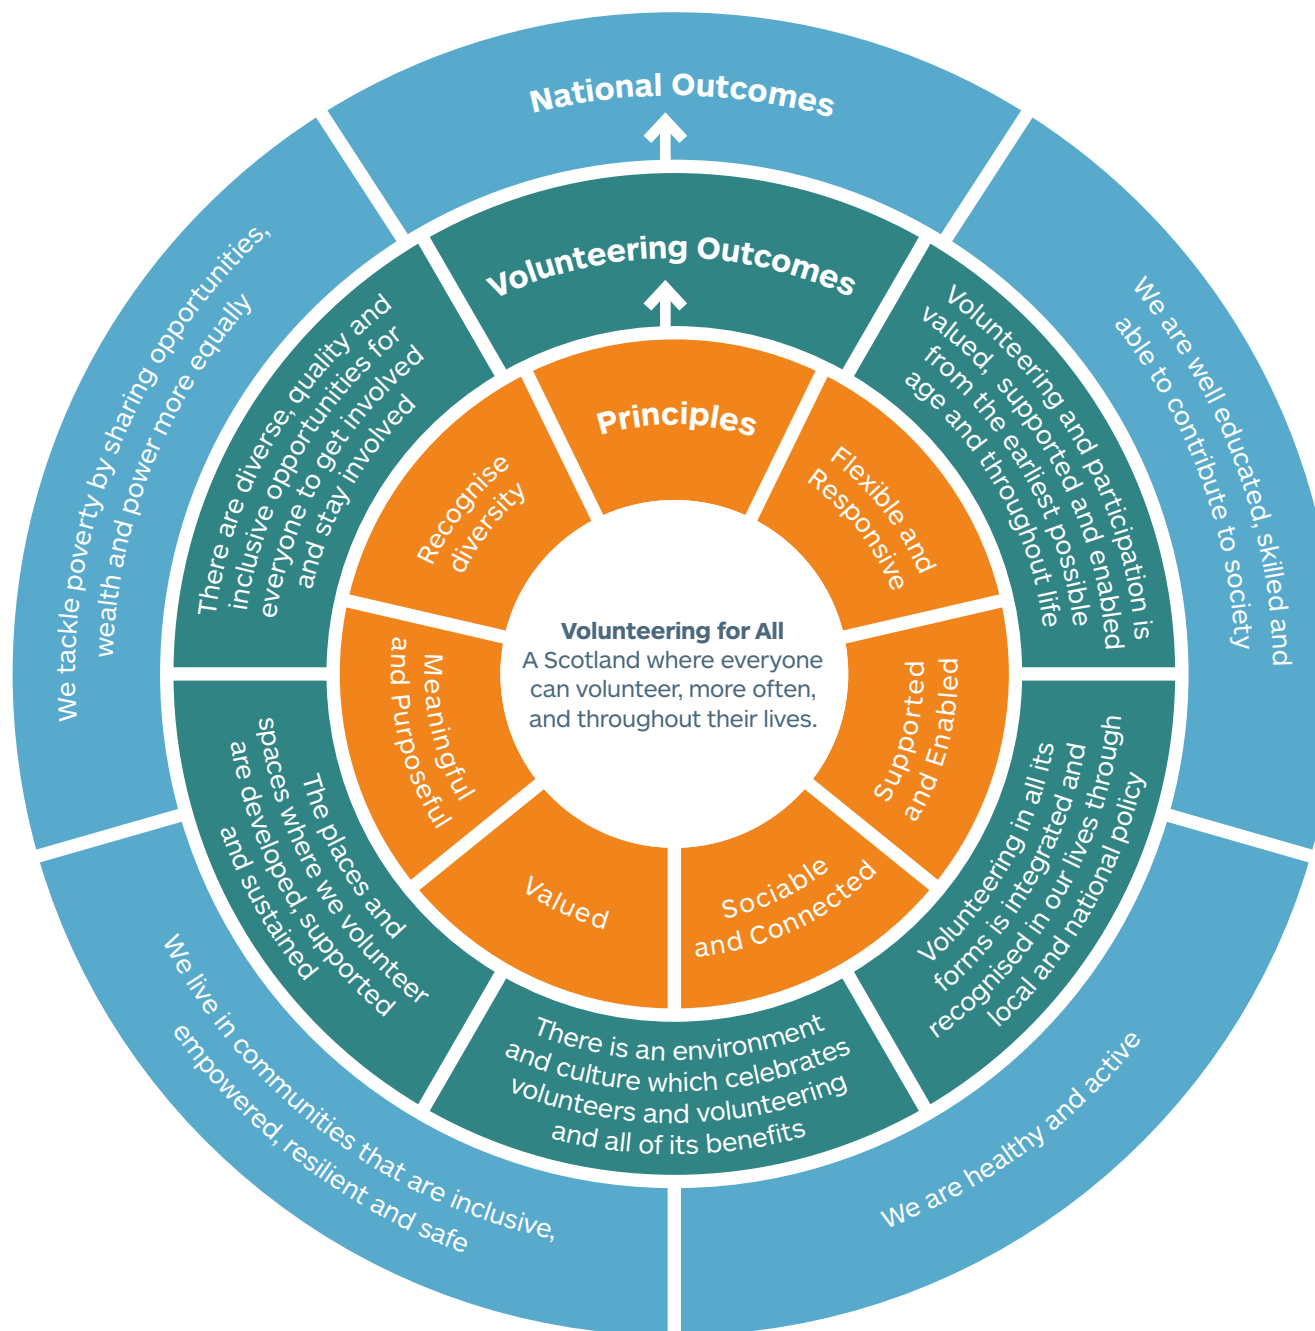 National Outcomes
Volunteering Outcomes
Principles
Volunteering for All
A Scotland where everyone
can volunteer, more often,
and throughout their lives.
Flexible and
Responsive
Supported
and Enabled
Sociable
and Connected
Valued
Meaningful
and Purposeful
Recognise
diversity
Volunteering and participation is
valued, supported and enabled
from the earliest possible
age and throughout life
Volunteering in all its
forms is integrated and
recognised in our lives through
local and national policy
There is an environment
and culture which celebrates
volunteers and volunteering
and all of its benefits
The places and
spaces where we volunteer
are developed, supported
and sustained
There are diverse, quality and
inclusive opportunities for
everyone to get involved
and stay involved
We are well educated, skilled and
able to contribute to society
We are healthy and active
We live in communities that are inclusive,
empowered, resilient and safe
We tackle poverty by sharing opportunities,
wealth and power more equally